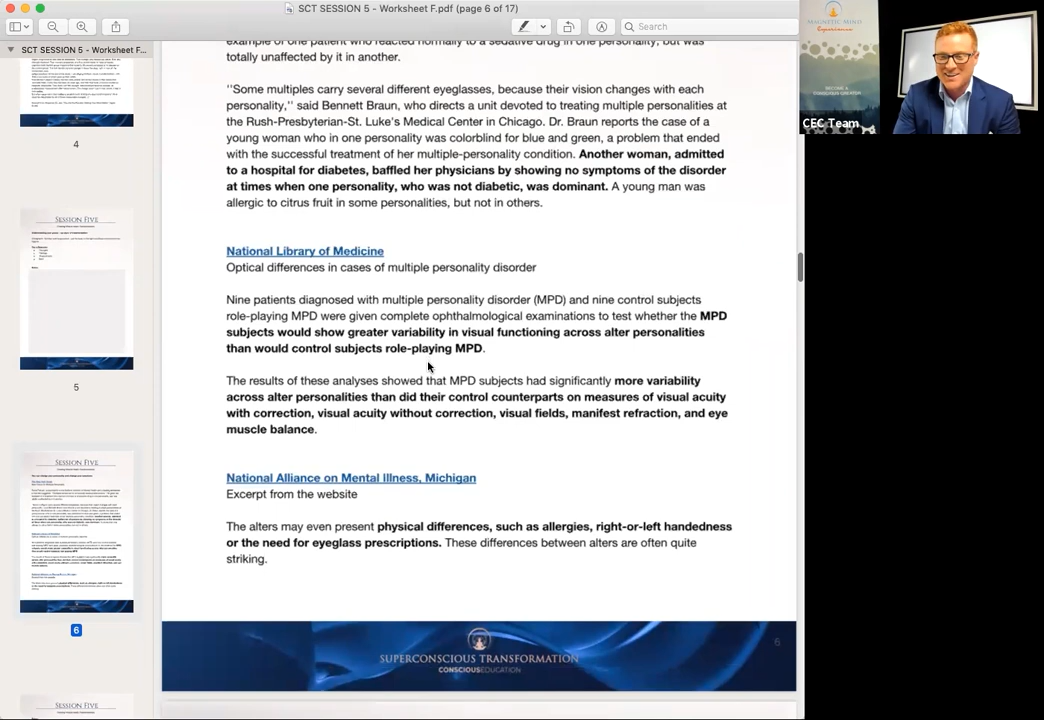 SCT SESSION 5 - Worksheet F.pdf (page 6 of 17)
Search
SCT SESSION 5 - Worksheet F...
4
SESSION FIVE
5
SESSION FIVE
6
SESSION FIVE
example of one patient who reacted normally to a sedative drug in one personality, but was
totally unaffected by it in another.
''Some multiples carry several different eyeglasses, because their vision changes with each
personality,'' said Bennett Braun, who directs a unit devoted to treating multiple personalities at
the Rush-Presbyterian-St. Luke's Medical Center in Chicago. Dr. Braun reports the case of a
young woman who in one personality was colorblind for blue and green, a problem that ended
with the successful treatment of her multiple-personality condition. Another woman, admitted
to a hospital for diabetes, baffled her physicians by showing no symptoms of the disorder
at times when one personality, who was not diabetic, was dominant. A young man was
allergic to citrus fruit in some personalities, but not in others.
National Library of Medicine
Optical differences in cases of multiple personality disorder
Nine patients diagnosed with multiple personality disorder (MPD) and nine control subjects
role-playing MPD were given complete ophthalmological examinations to test whether the MPD
subjects would show greater variability in visual functioning across alter personalities
than would control subjects role-playing MPD.
The results of these analyses showed that MPD subjects had significantly more variability
across alter personalities than did their control counterparts on measures of visual acuity
with correction, visual acuity without correction, visual fields, manifest refraction, and eye
muscle balance.
National Alliance on Mental Illness, Michigan
Excerpt from the website
The alters may even present physical differences, such as allergies, right-or-left handedness
or the need for eyeglass prescriptions. These differences between alters are often quite
striking.
6
SUPERCONSCIOUS TRANSFORMATION
CONSCIOUSEDUCATION
MAGNETIC MIND
Experience
BECOME A
CONSCIOUS CREATOR
CEC Team